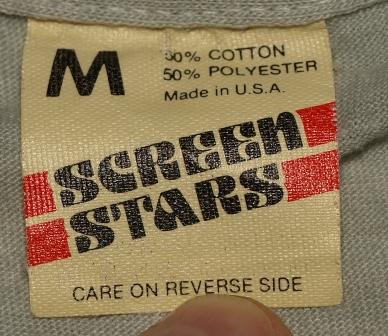 M
50% COTTON
50% POLYESTER
Made in U.S.A.
SCREEN
STARS
CARE ON REVERSE SIDE